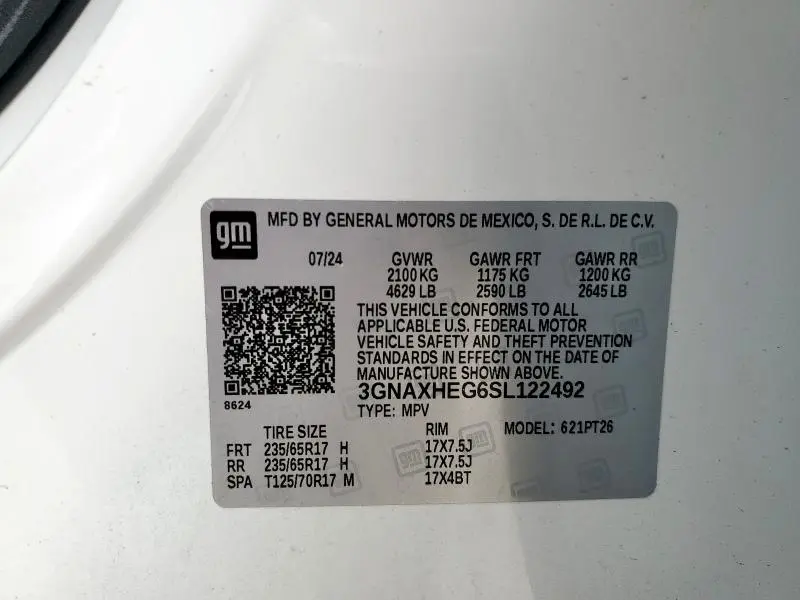 gm MFD BY GENERAL MOTORS DE MEXICO, S. DE R.L. DE C.V.
07/24 GVWR GAWR FRT GAWR RR
2100 KG 1175 KG 1200 KG
4629 LB 2590 LB 2645 LB
THIS VEHICLE CONFORMS TO ALL
APPLICABLE U.S. FEDERAL MOTOR
VEHICLE SAFETY AND THEFT PREVENTION
STANDARDS IN EFFECT ON THE DATE OF
MANUFACTURE SHOWN ABOVE.
3GNAXHEG6SL122492
8624
TYPE: MPV
TIRE SIZE RIM MODEL: 621PT26
FRT 235/65R17 H 17X7.5J
RR 235/65R17 H 17X7.5J
SPA T125/70R17 M 17X4BT